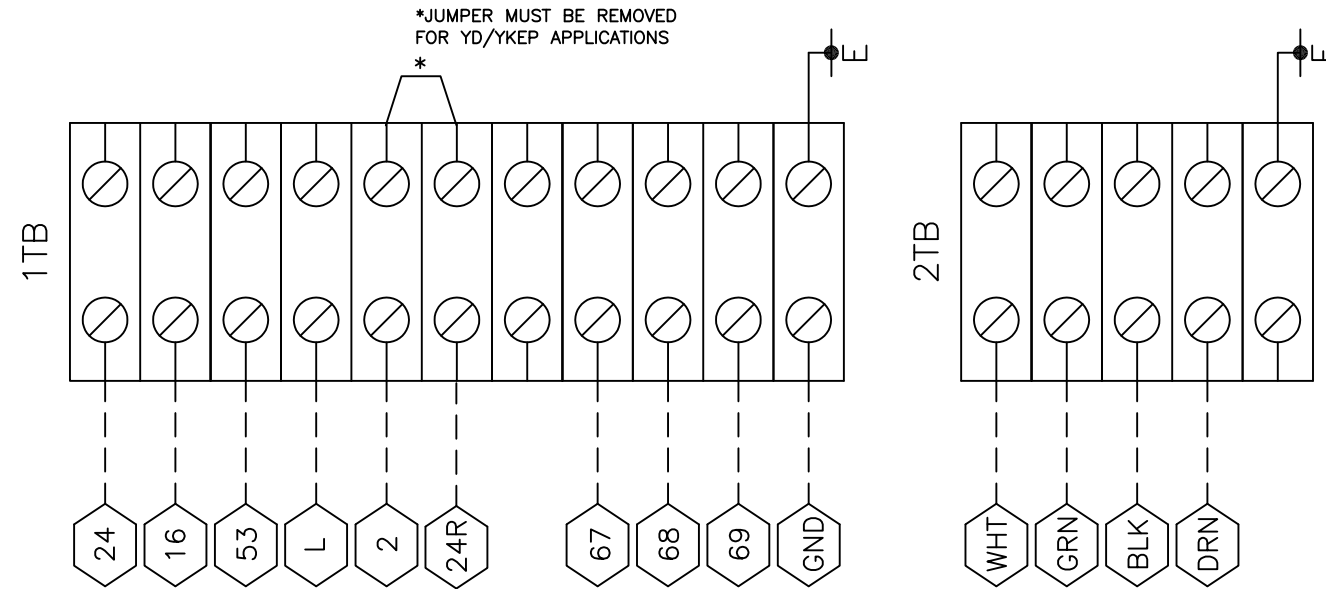 *JUMPER MUST BE REMOVED
FOR YD/YKEP APPLICATIONS
*
E
1TB
2TB
24
16
53
L
2
24R
67
68
69
GND
WHT
GRN
BLK
DRN